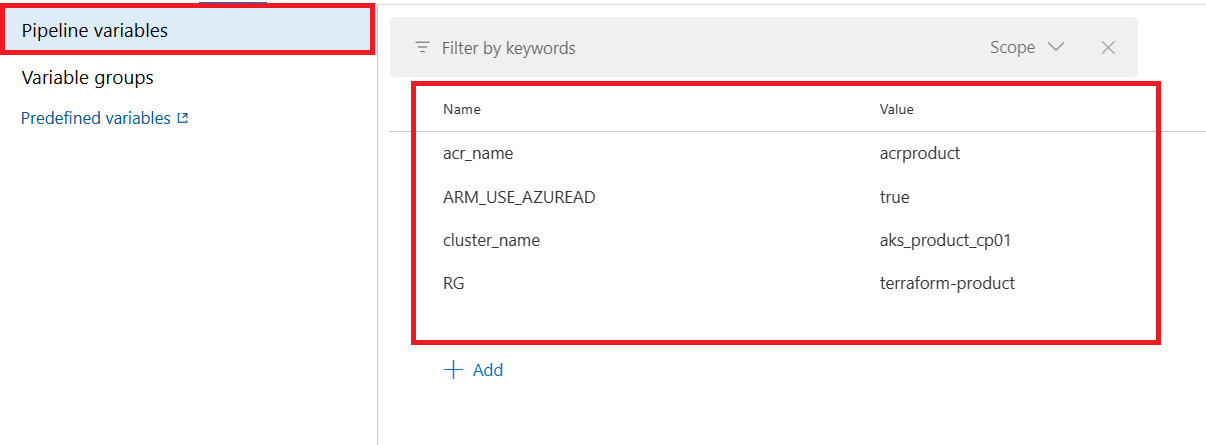 Pipeline variables
Variable groups
Predefined variables
Filter by keywords Scope
Name Value
acr_name acrproduct
ARM_USE_AZUREAD true
cluster_name aks_product_cp01
RG terraform-product
Add